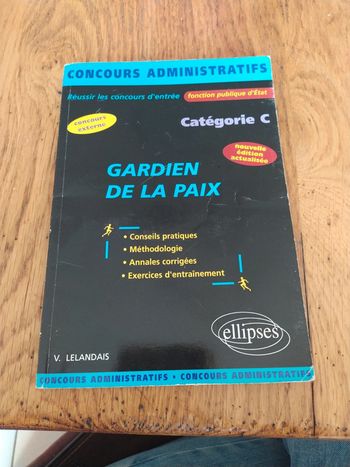 CONCOURS ADMINISTRATIFS
Réussir les concours d'entrée fonction publique d'État
concours
externe
Catégorie C
nouvelle
édition
actualisée
GARDIEN
DE LA PAIX
• Conseils pratiques
• Méthodologie
• Annales corrigées
• Exercices d'entraînement
ellipses
V. LELANDAIS
CONCOURS ADMINISTRATIFS • CONCOURS ADMINISTRATIFS